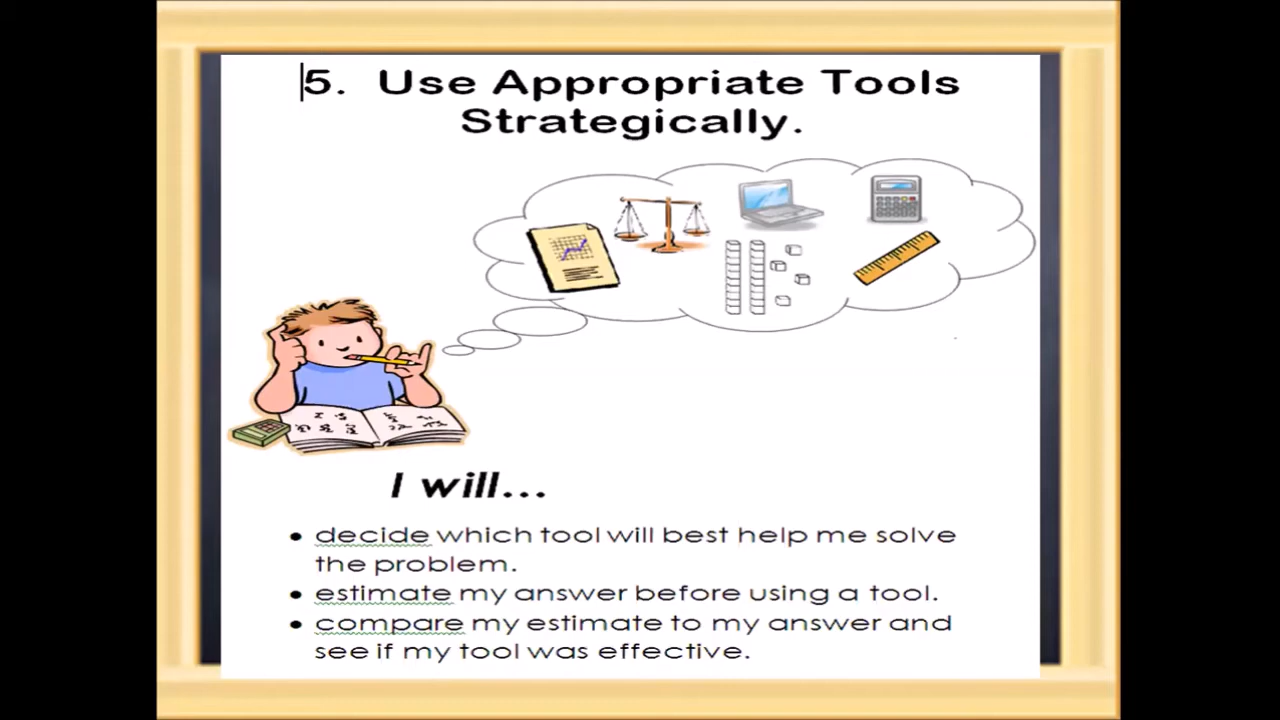 5. Use Appropriate Tools
Strategically.
I will...
• decide which tool will best help me solve
the problem.
• estimate my answer before using a tool.
• compare my estimate to my answer and
see if my tool was effective.